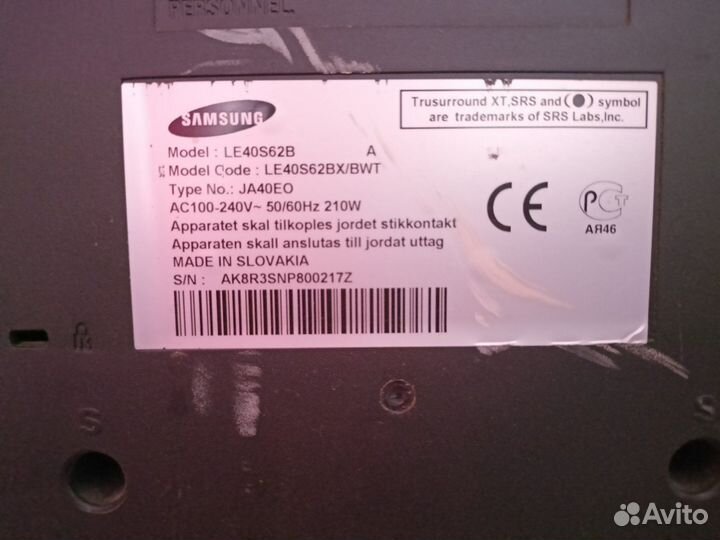 PERSONNEL.
SAMSUNG
Trusurround XT,SRS and (●) symbol
are trademarks of SRS Labs,Inc.
Model : LE40S62B A
Model Code : LE40S62BX/BWT
Type No.: JA40EO
AC100-240V~ 50/60Hz 210W
Apparatet skal tilkoples jordet stikkontakt
Apparaten skall anslutas till jordat uttag
MADE IN SLOVAKIA
S/N : AK8R3SNP800217Z
CE
РСТ
АЯ46
K
S
S
Avito